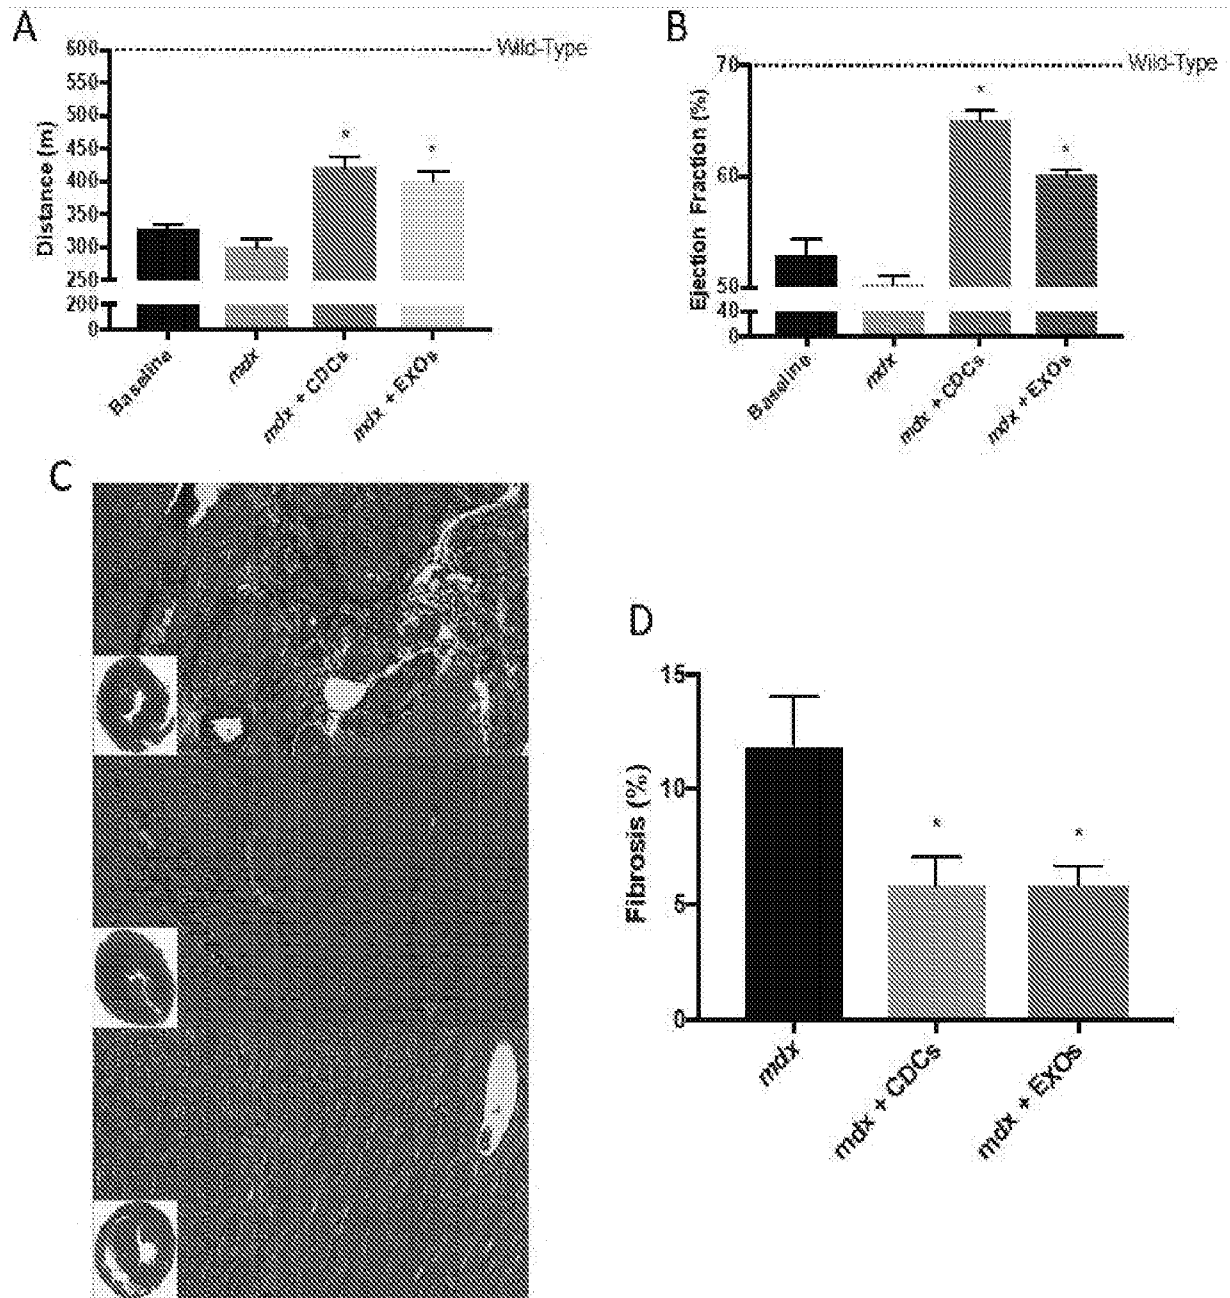 A
Distance (m)
600
550
500
450
400
350
300
250
200
0
Wild-Type
*
*
Baseline
mdx
mdx + CDCs
mdx + EXOs
B
Ejection Fraction (%)
70
60
50
40
0
Wild-Type
*
*
Baseline
mdx
mdx + CDCs
mdx + EXOs
C
D
Fibrosis (%)
15
10
5
0
*
*
mdx
mdx + CDCs
mdx + EXOs